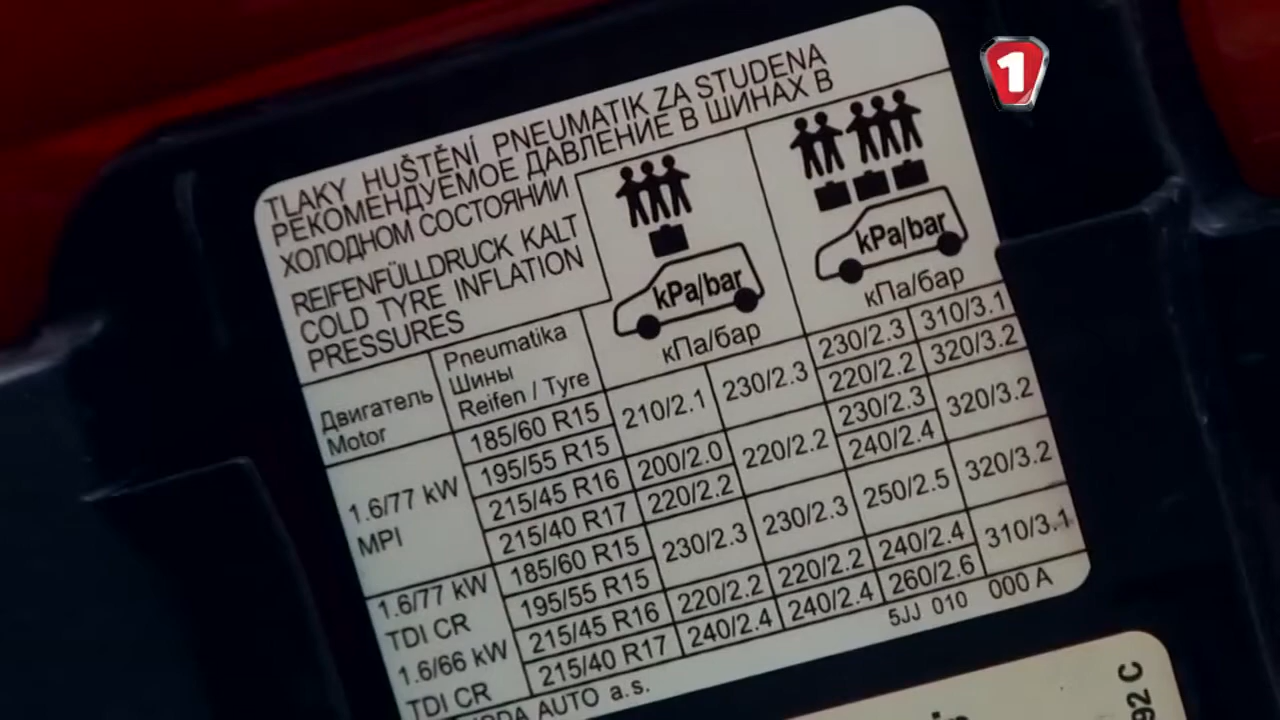 1
TLAKY HUŠTĚNÍ PNEUMATIK ZA STUDENA
РЕКОМЕНДУЕМОЕ ДАВЛЕНИЕ В ШИНАХ В
ХОЛОДНОМ СОСТОЯНИИ
REIFENFÜLLDRUCK KALT
COLD TYRE INFLATION
PRESSURES
kPa/bar
кПа/бар
kPa/bar
кПа/бар
Двигатель
Motor
Pneumatika
Шины
Reifen / Tyre
1.6/77 kW
MPI
185/60 R15
195/55 R15
215/45 R16
215/40 R17
210/2.1
200/2.0
220/2.2
230/2.3
220/2.2
230/2.3
220/2.2
230/2.3
240/2.4
310/3.1
320/3.2
320/3.2
1.6/77 kW
TDI CR
1.6/66 kW
TDI CR
185/60 R15
195/55 R15
215/45 R16
215/40 R17
230/2.3
220/2.2
240/2.4
230/2.3
220/2.2
240/2.4
250/2.5
240/2.4
260/2.6
320/3.2
310/3.1
AUTO a.s.
5JJ 010 000 A
92 C